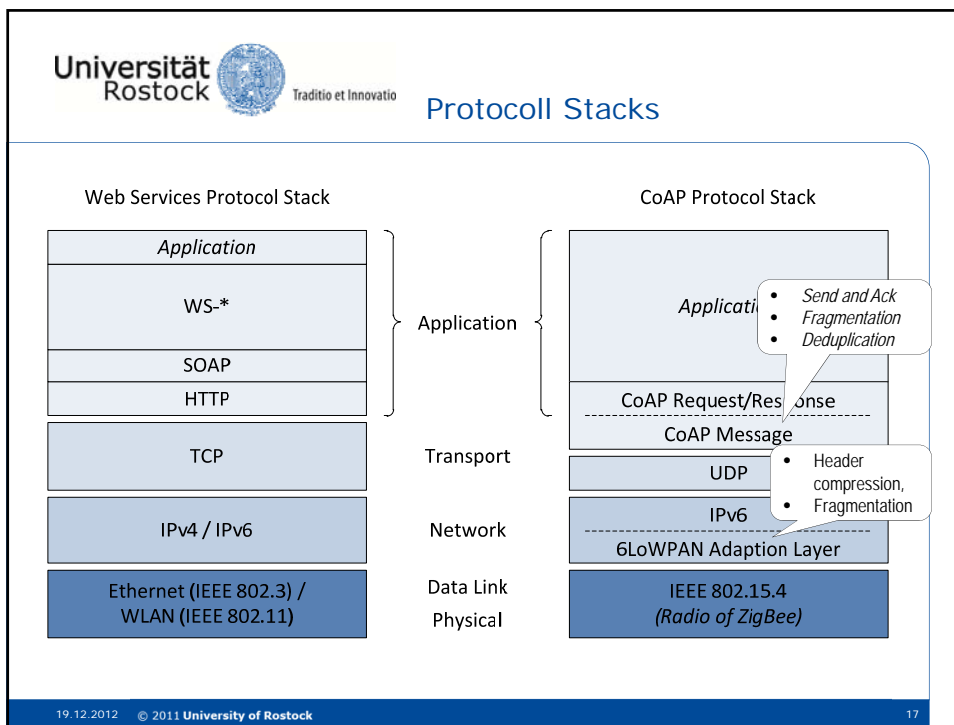 Universität
Rostock
Traditio et Innovatio
Protocoll Stacks
Web Services Protocol Stack
Application
WS-*
SOAP
HTTP
TCP
IPv4 / IPv6
Ethernet (IEEE 802.3) /
WLAN (IEEE 802.11)
Application
Transport
Network
Data Link
Physical
CoAP Protocol Stack
Applicati
• Send and Ack
• Fragmentation
• Deduplication
CoAP Request/Response
CoAP Message
UDP
• Header
compression,
• Fragmentation
IPv6
6LoWPAN Adaption Layer
IEEE 802.15.4
(Radio of ZigBee)
19.12.2012 © 2011 University of Rostock 17